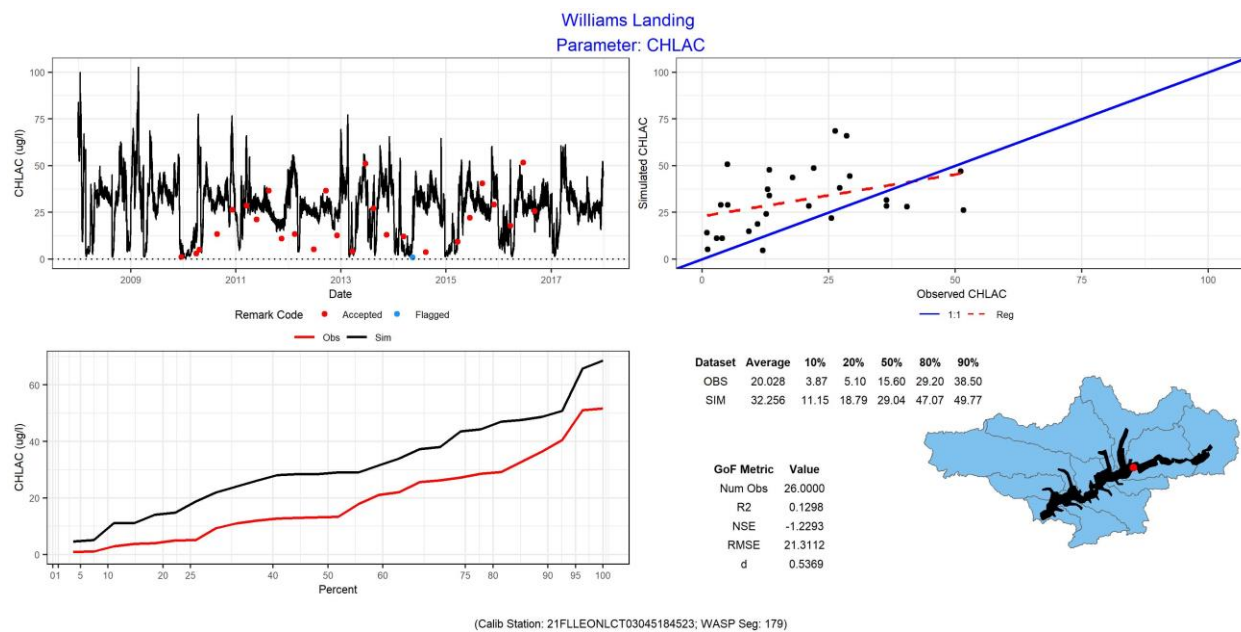 Williams Landing
Parameter: CHLAC
CHLAC (ug/l)
100
75
50
25
0
2009 2011 2013 2015 2017
Date
Remark Code Accepted Flagged
Simulated CHLAC
100
75
50
25
0
0 25 50 75 100
Observed CHLAC
1:1 Reg
Obs Sim
CHLAC (ug/l)
60
40
20
0
01 5 10 20 25 40 50 60 75 80 90 95 100
Percent
Dataset Average 10% 20% 50% 80% 90%
OBS 20.028 3.87 5.10 15.60 29.20 38.50
SIM 32.256 11.15 18.79 29.04 47.07 49.77
GoF Metric Value
Num Obs 26.0000
R2 0.1298
NSE -1.2293
RMSE 21.3112
d 0.5369
(Calib Station: 21FLLEONLCT03045184523; WASP Seg: 179)